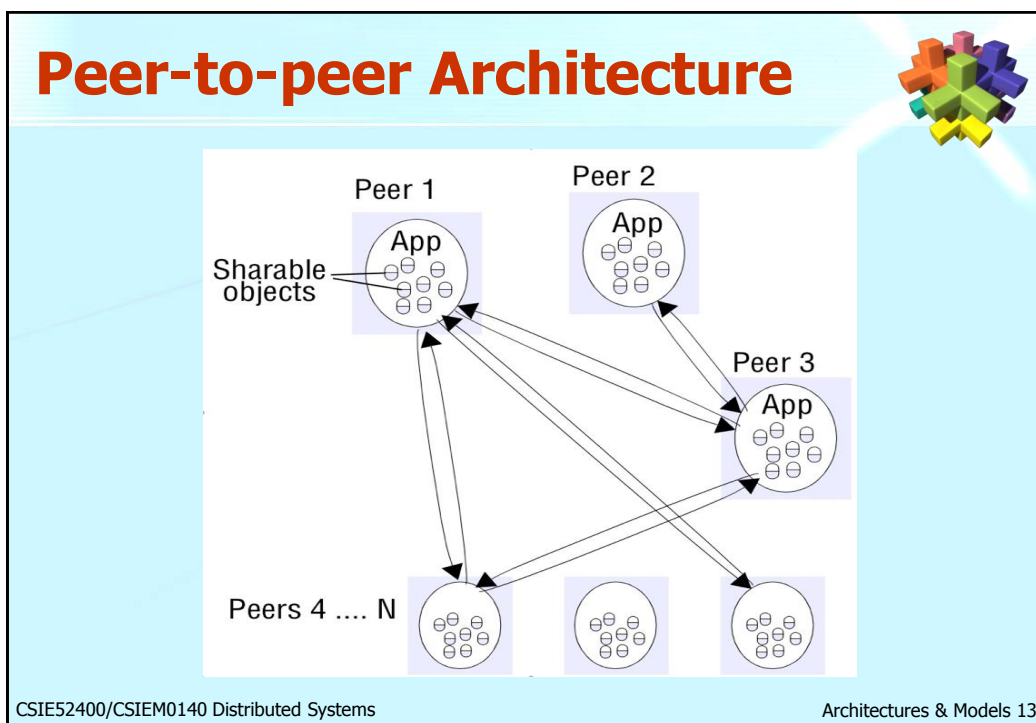 Peer-to-peer Architecture
Peer 1
Peer 2
App
App
Sharable
objects
Peer 3
App
Peers 4 .... N
CSIE52400/CSIEM0140 Distributed Systems
Architectures & Models 13